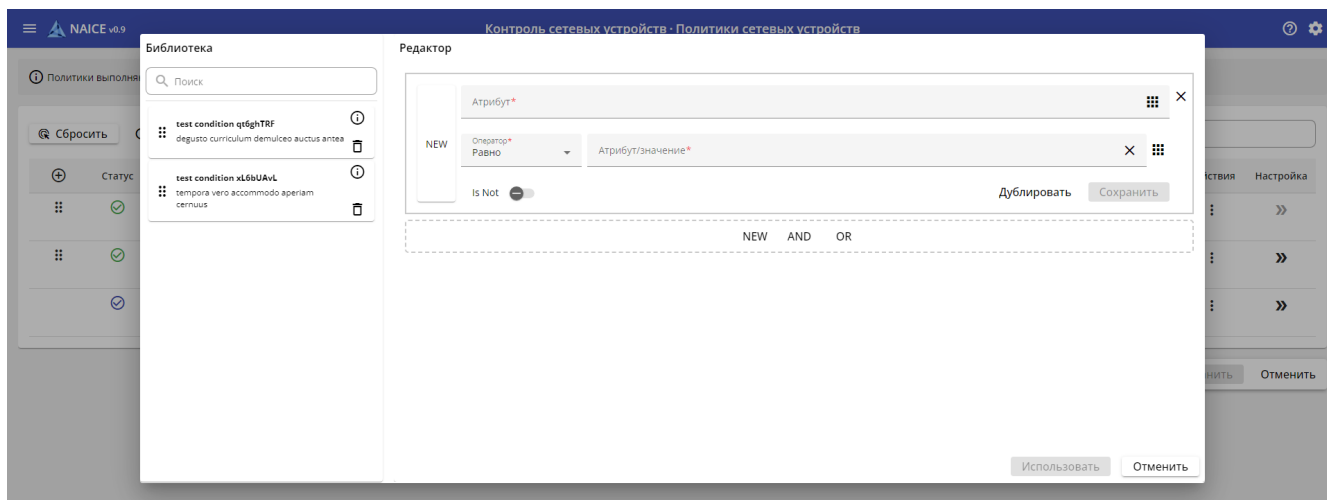 NAICE v0.9
Контроль сетевых устройств · Политики сетевых устройств
Политики выполня
Сбросить
Статус
Библиотека
Поиск
test condition qt6ghTRF
degusto curriculum demulceo auctus antea
test condition xL6bUAvL
tempora vero accommodo aperiam
cernuus
Редактор
NEW
Атрибут*
Оператор*
Равно
Атрибут/значение*
Is Not
Дублировать
Сохранить
NEW AND OR
Использовать
Отменить
йствия
Настройка
нить
Отменить